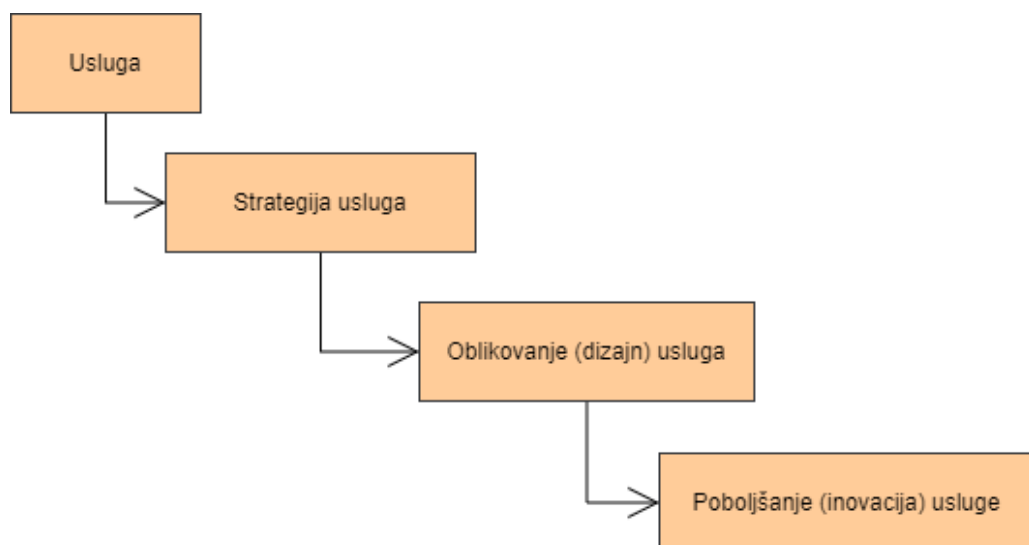 Usluga
Strategija usluga
Oblikovanje (dizajn) usluga
Poboljšanje (inovacija) usluge